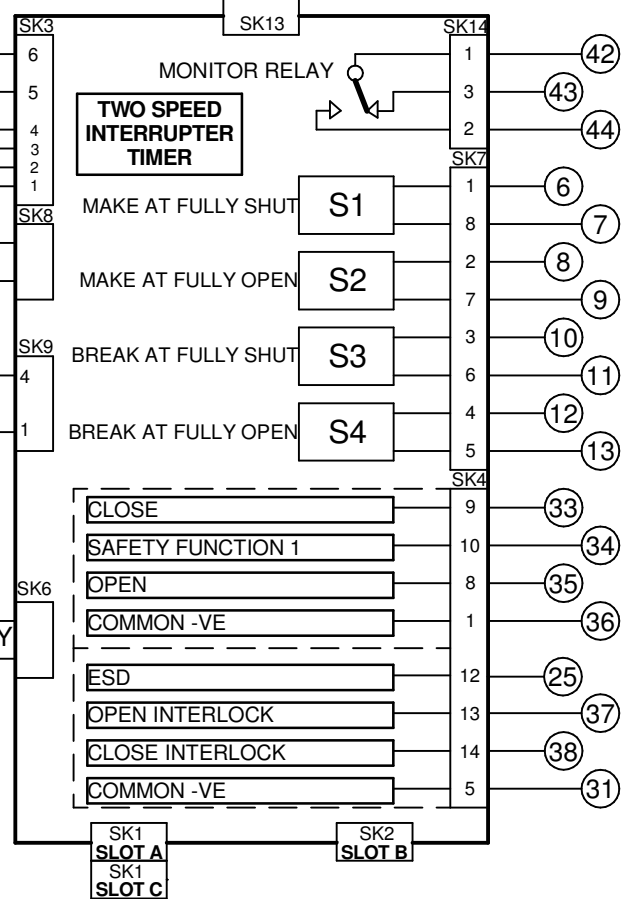 SK3
SK13
SK14
6
MONITOR RELAY
1
42
5
3
43
TWO SPEED
INTERRUPTER
TIMER
4
2
44
3
2
1
SK7
MAKE AT FULLY SHUT
S1
1
6
8
7
SK8
MAKE AT FULLY OPEN
S2
2
8
7
9
SK9
BREAK AT FULLY SHUT
S3
3
10
4
6
11
BREAK AT FULLY OPEN
S4
4
12
1
5
13
SK4
CLOSE
9
33
SAFETY FUNCTION 1
10
34
SK6
OPEN
8
35
COMMON -VE
1
36
Y
ESD
12
25
OPEN INTERLOCK
13
37
CLOSE INTERLOCK
14
38
COMMON -VE
5
31
SK1
SLOT A
SK2
SLOT B
SK1
SLOT C